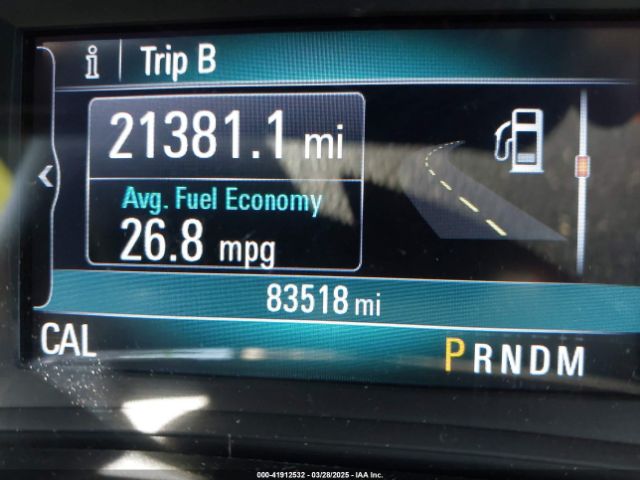 i Trip B
21381.1 mi
Avg. Fuel Economy
26.8 mpg
83518 mi
CAL
PRNDM
000-41912532 - 03/28/2025 - IAA Inc.